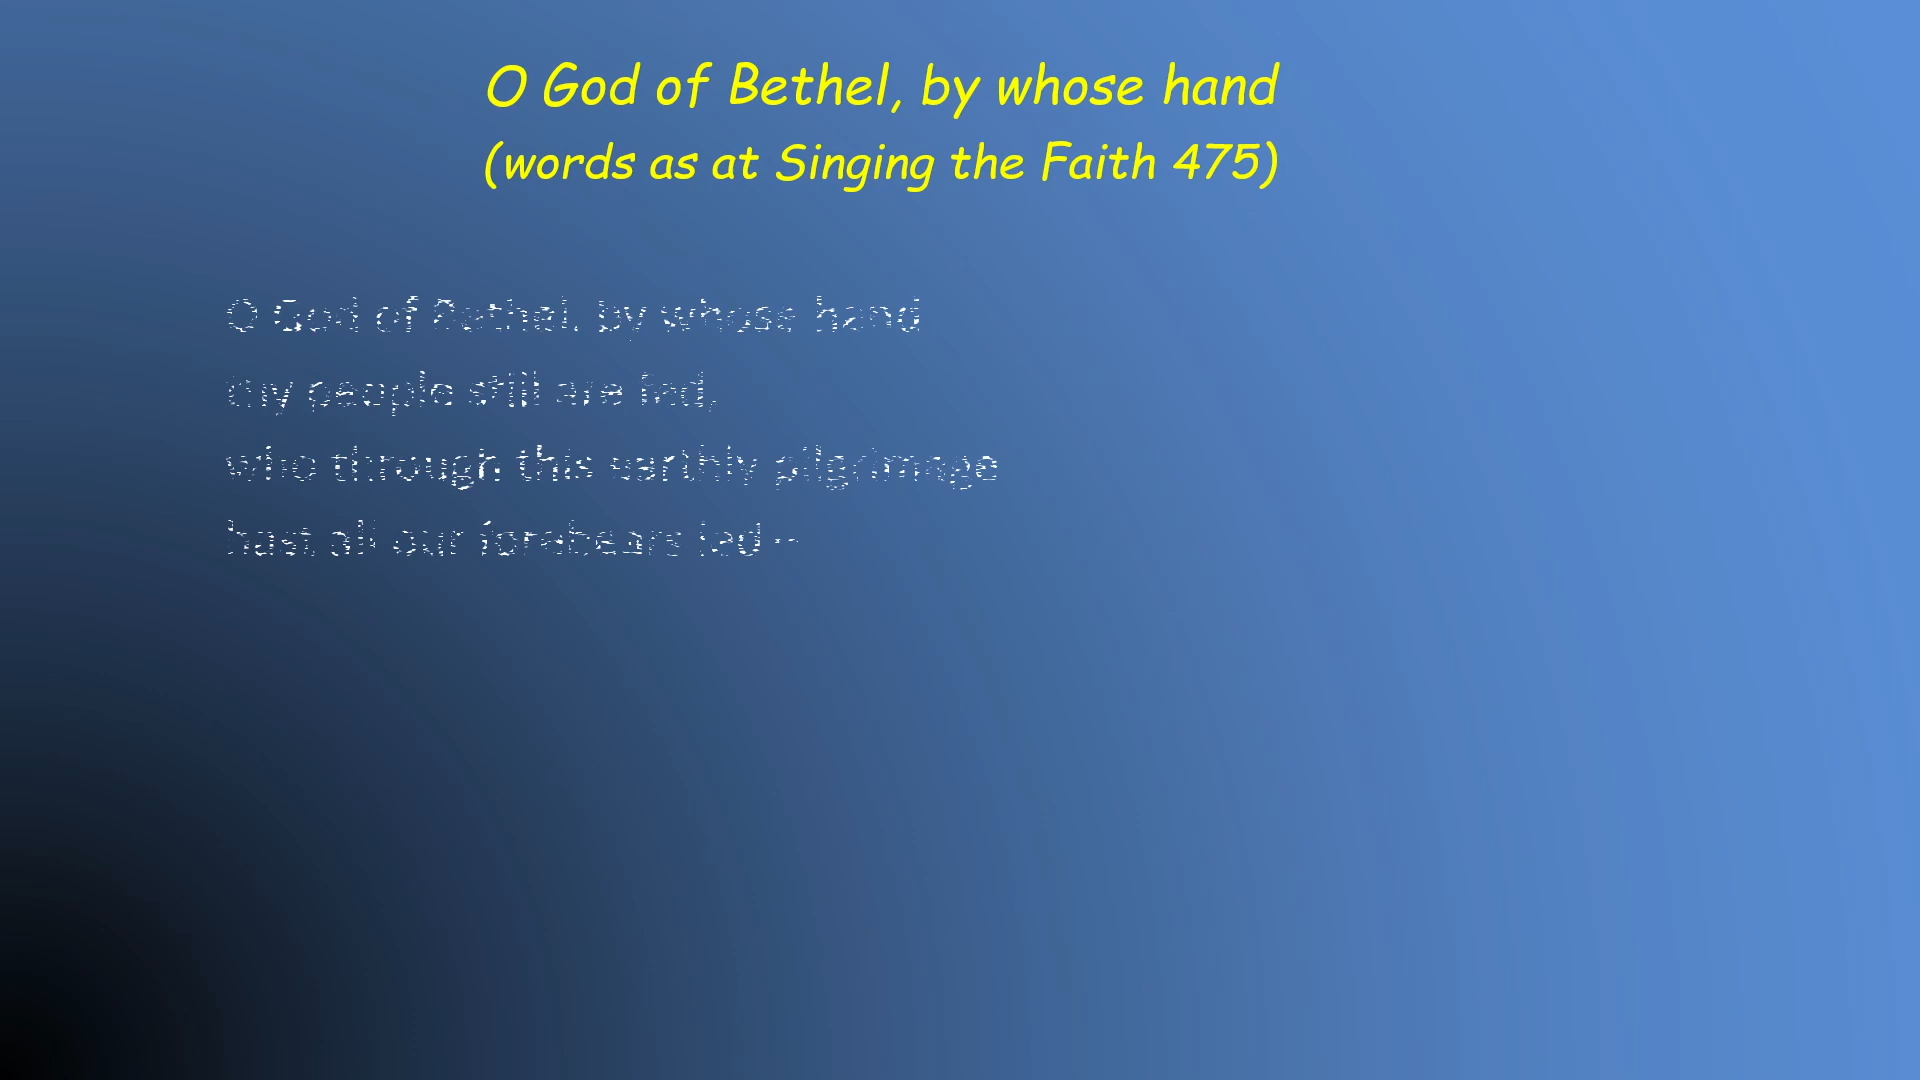 O God of Bethel, by whose hand
(words as at Singing the Faith 475)
O God of Bethel, by whose hand
thy people still are fed,
who through this earthly pilgrimage
hast all our forebears led –